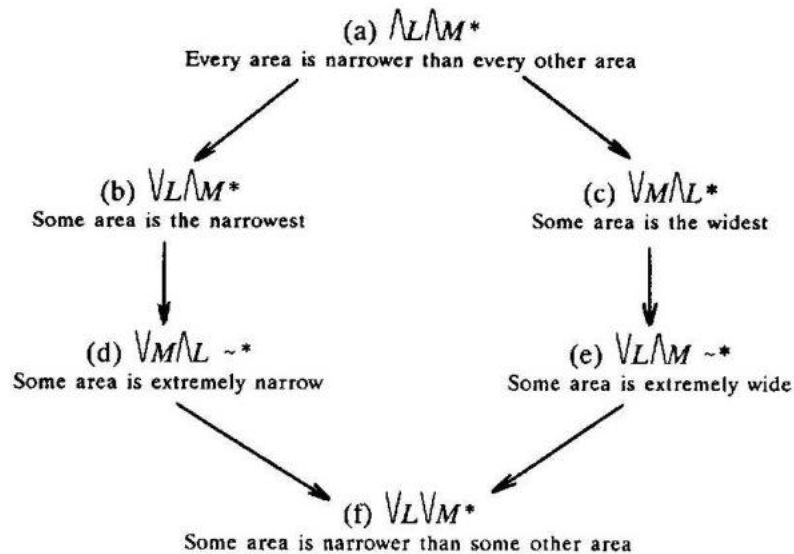 (a) ⋀L⋀M*
Every area is narrower than every other area
(b) ⋁L⋀M*
Some area is the narrowest
(c) ⋁M⋀L*
Some area is the widest
(d) ⋁M⋀L ~*
Some area is extremely narrow
(e) ⋁L⋀M ~*
Some area is extremely wide
(f) ⋁L⋁M*
Some area is narrower than some other area